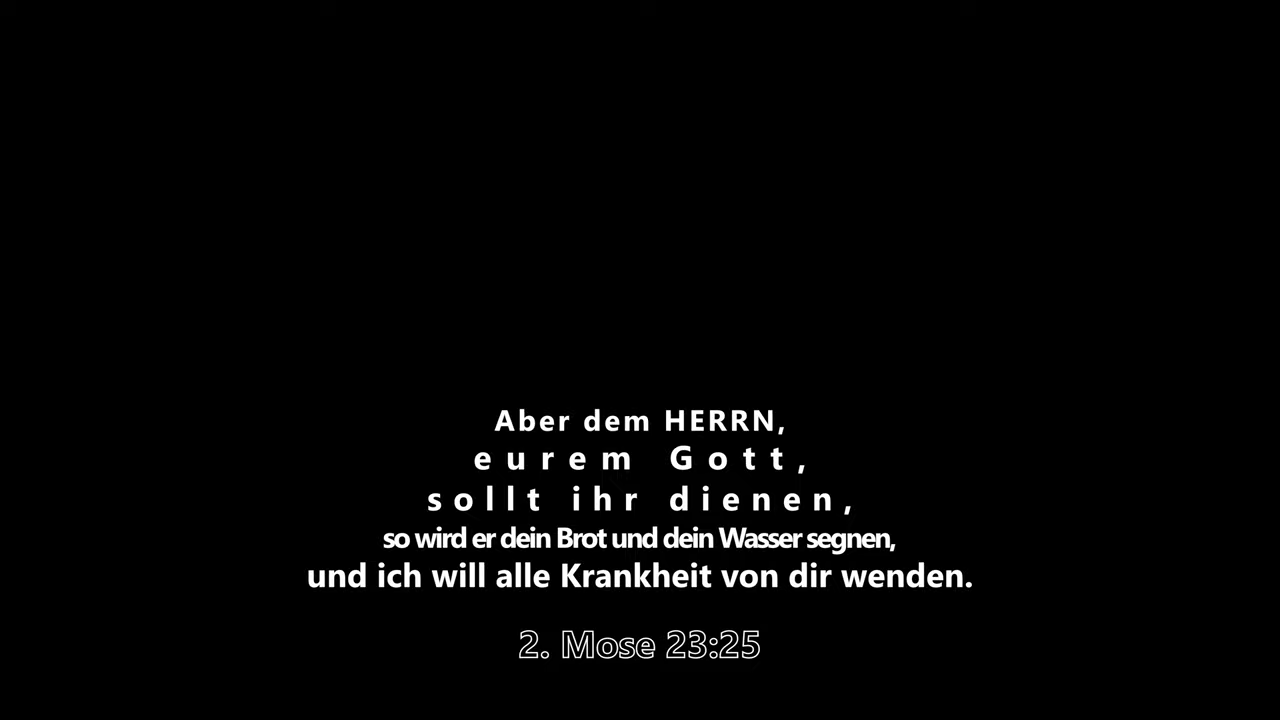 Aber dem HERRN,
eurem Gott,
sollt ihr dienen,
so wird er dein Brot und dein Wasser segnen,
und ich will alle Krankheit von dir wenden.
2. Mose 23:25